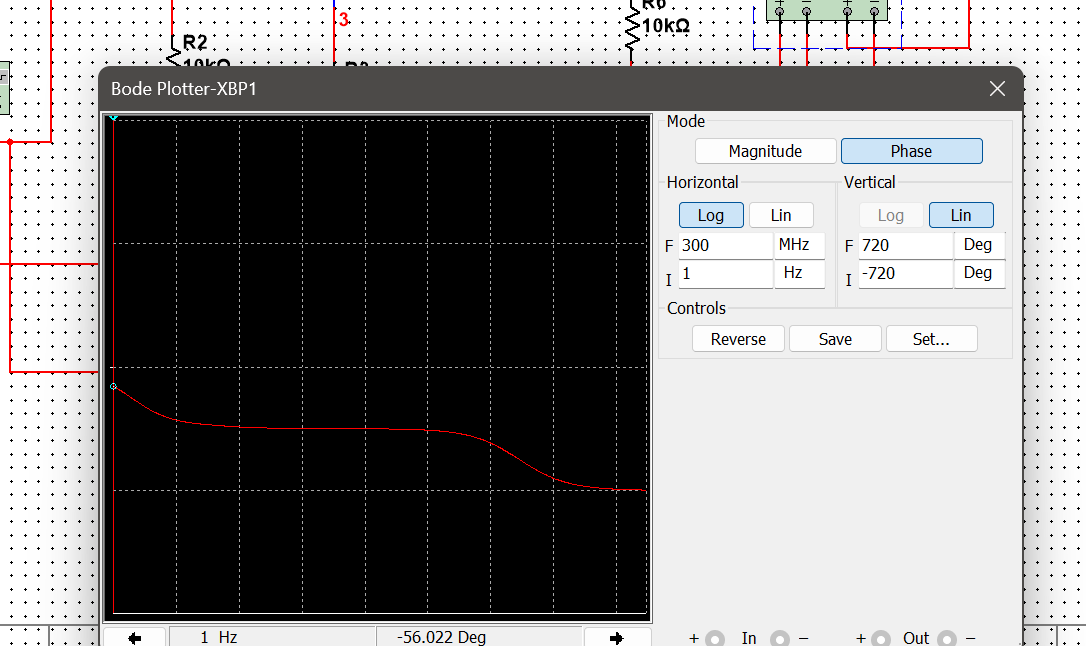 3
R6
10kΩ
R2
10kΩ
Bode Plotter-XBP1
Mode
Magnitude Phase
Horizontal Vertical
Log Lin Log Lin
F 300 MHz F 720 Deg
I 1 Hz I -720 Deg
Controls
Reverse Save Set...
1 Hz -56.022 Deg + In − + Out −